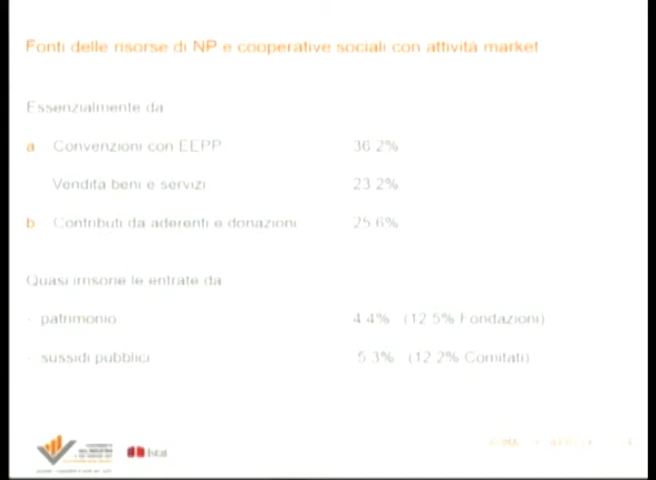 Fonti delle risorse di NP e cooperative sociali con attività market
Essenzialmente da
a Convenzioni con EEPP 36.2%
Vendita beni e servizi 23.2%
b Contributi da aderenti e donazioni 25.6%
Quasi irrisorie le entrate da
- patrimonio 4.4% (12.5% Fondazioni)
- sussidi pubblici 5.3% (12.2% Comitati)
Istat
ROMA